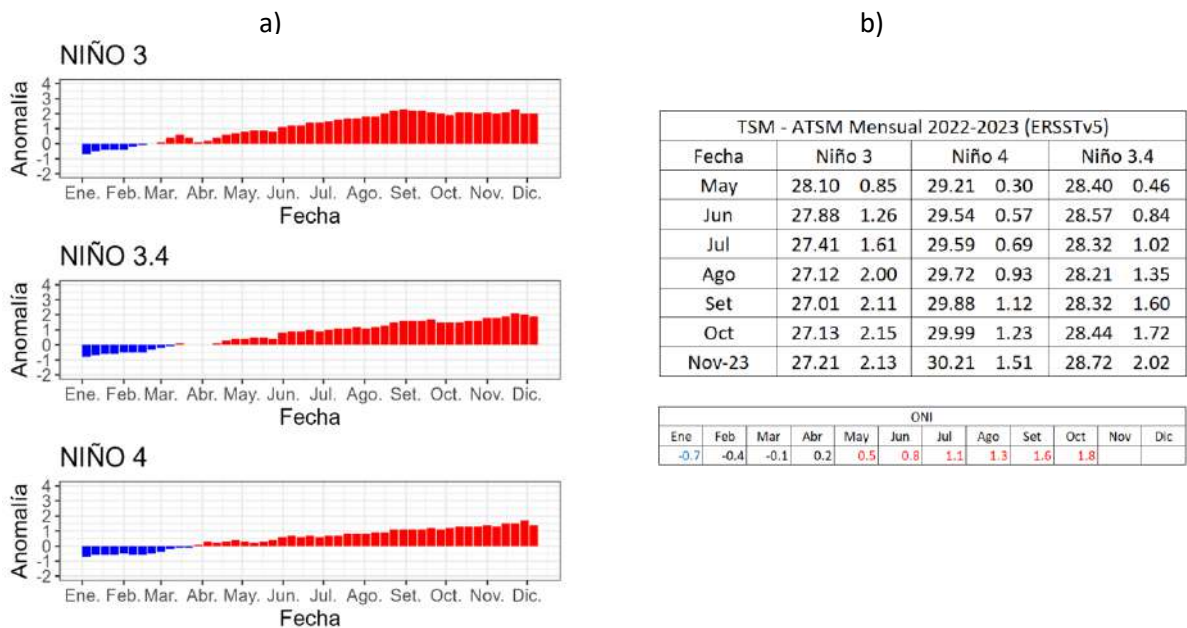 a)
NIÑO 3
Anomalía
4
3
2
1
0
-1
-2
Ene. Feb. Mar. Abr. May. Jun. Jul. Ago. Set. Oct. Nov. Dic.
Fecha
NIÑO 3.4
Anomalía
4
3
2
1
0
-1
-2
Ene. Feb. Mar. Abr. May. Jun. Jul. Ago. Set. Oct. Nov. Dic.
Fecha
NIÑO 4
Anomalía
4
3
2
1
0
-1
-2
Ene. Feb. Mar. Abr. May. Jun. Jul. Ago. Set. Oct. Nov. Dic.
Fecha
b)
TSM - ATSM Mensual 2022-2023 (ERSSTv5)
Fecha Niño 3 Niño 4 Niño 3.4
May 28.10 0.85 29.21 0.30 28.40 0.46
Jun 27.88 1.26 29.54 0.57 28.57 0.84
Jul 27.41 1.61 29.59 0.69 28.32 1.02
Ago 27.12 2.00 29.72 0.93 28.21 1.35
Set 27.01 2.11 29.88 1.12 28.32 1.60
Oct 27.13 2.15 29.99 1.23 28.44 1.72
Nov-23 27.21 2.13 30.21 1.51 28.72 2.02
ONI
Ene Feb Mar Abr May Jun Jul Ago Set Oct Nov Dic
-0.7 -0.4 -0.1 0.2 0.5 0.8 1.1 1.3 1.6 1.8